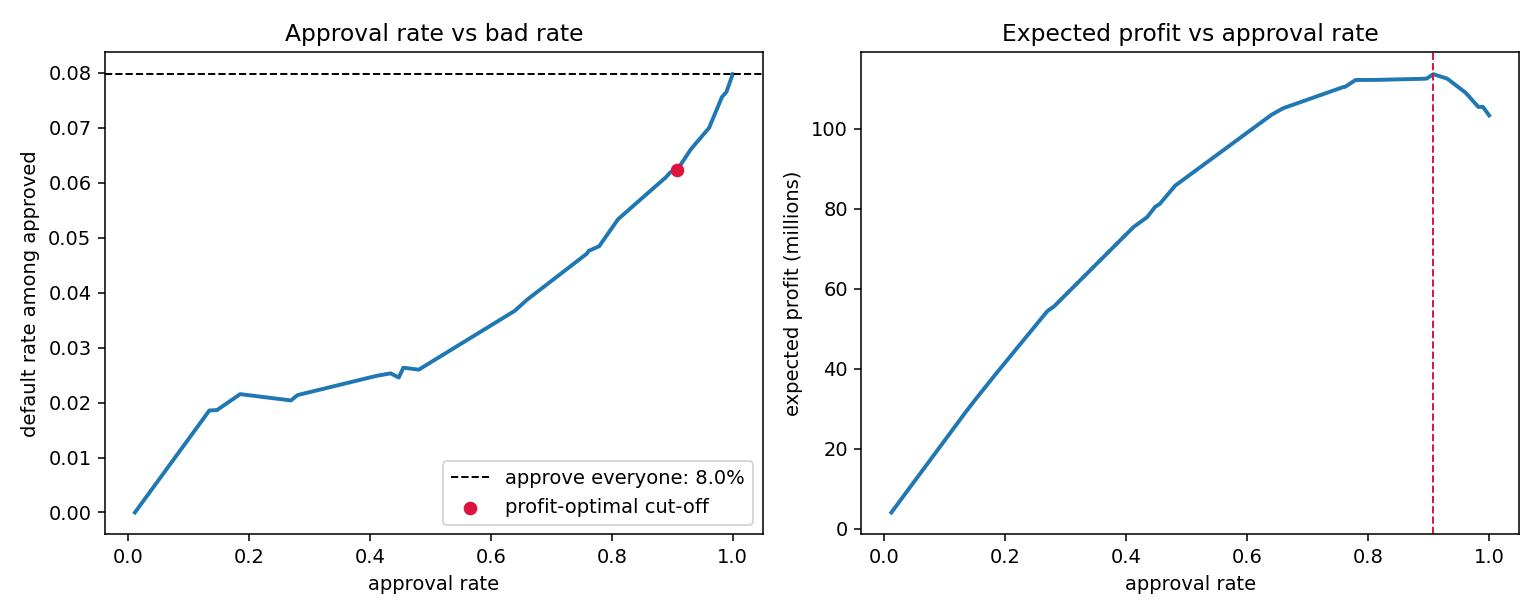 Approval rate vs bad rate
default rate among approved
0.08
0.07
0.06
0.05
0.04
0.03
0.02
0.01
0.00
0.0 0.2 0.4 0.6 0.8 1.0
approval rate
approve everyone: 8.0%
profit-optimal cut-off
Expected profit vs approval rate
expected profit (millions)
100
80
60
40
20
0
0.0 0.2 0.4 0.6 0.8 1.0
approval rate